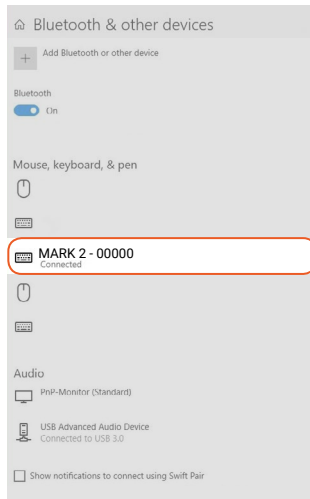 Bluetooth & other devices
Add Bluetooth or other device
Bluetooth
On
Mouse, keyboard, & pen
MARK 2 - 00000
Connected
Audio
PnP-Monitor (Standard)
USB Advanced Audio Device
Connected to USB 3.0
Show notifications to connect using Swift Pair